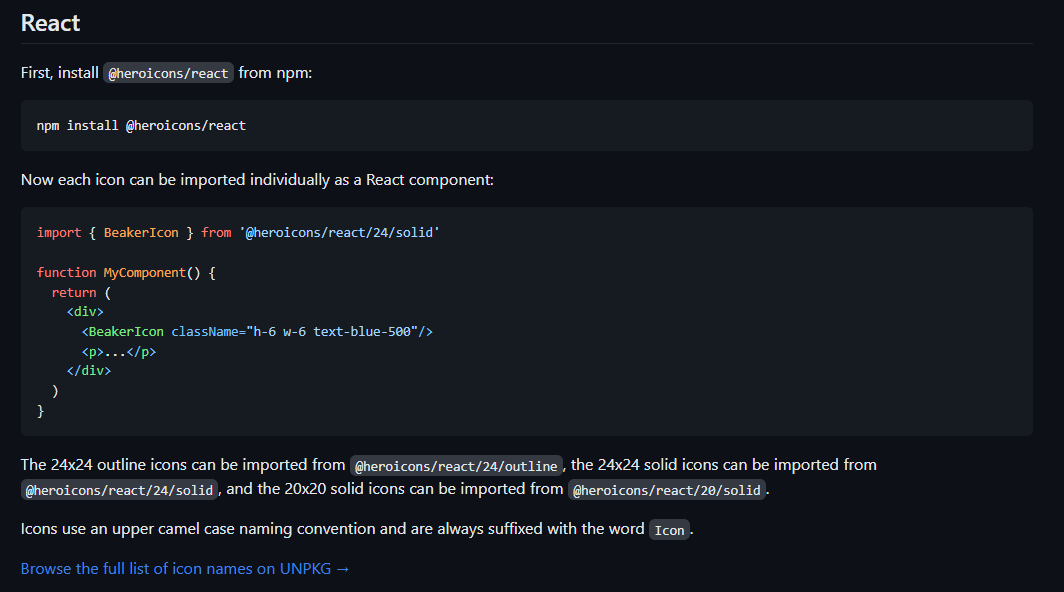 React
First, install @heroicons/react from npm:
npm install @heroicons/react
Now each icon can be imported individually as a React component:
import { BeakerIcon } from '@heroicons/react/24/solid'
function MyComponent() {
  return (
    <div>
      <BeakerIcon className="h-6 w-6 text-blue-500"/>
      <p>...</p>
    </div>
  )
}
The 24x24 outline icons can be imported from @heroicons/react/24/outline, the 24x24 solid icons can be imported from
@heroicons/react/24/solid, and the 20x20 solid icons can be imported from @heroicons/react/20/solid.
Icons use an upper camel case naming convention and are always suffixed with the word Icon.
Browse the full list of icon names on UNPKG →